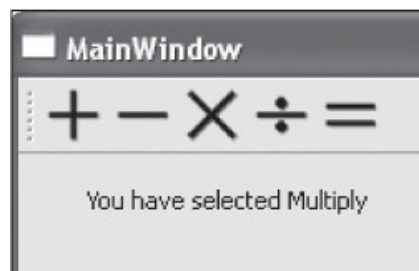 MainWindow
+ − × ÷ =
You have selected Multiply